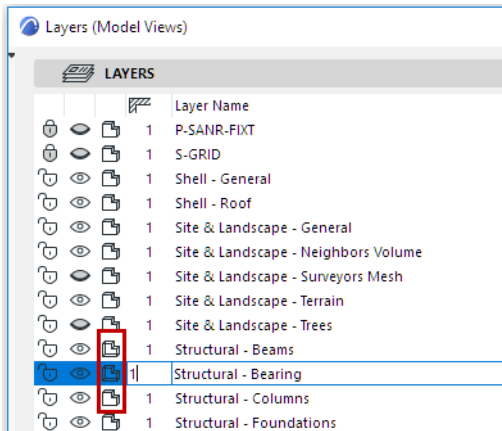 Layers (Model Views)
LAYERS
Layer Name
1 P-SANR-FIXT
1 S-GRID
1 Shell - General
1 Shell - Roof
1 Site & Landscape - General
1 Site & Landscape - Neighbors Volume
1 Site & Landscape - Surveyors Mesh
1 Site & Landscape - Terrain
1 Site & Landscape - Trees
1 Structural - Beams
1 Structural - Bearing
1 Structural - Columns
1 Structural - Foundations